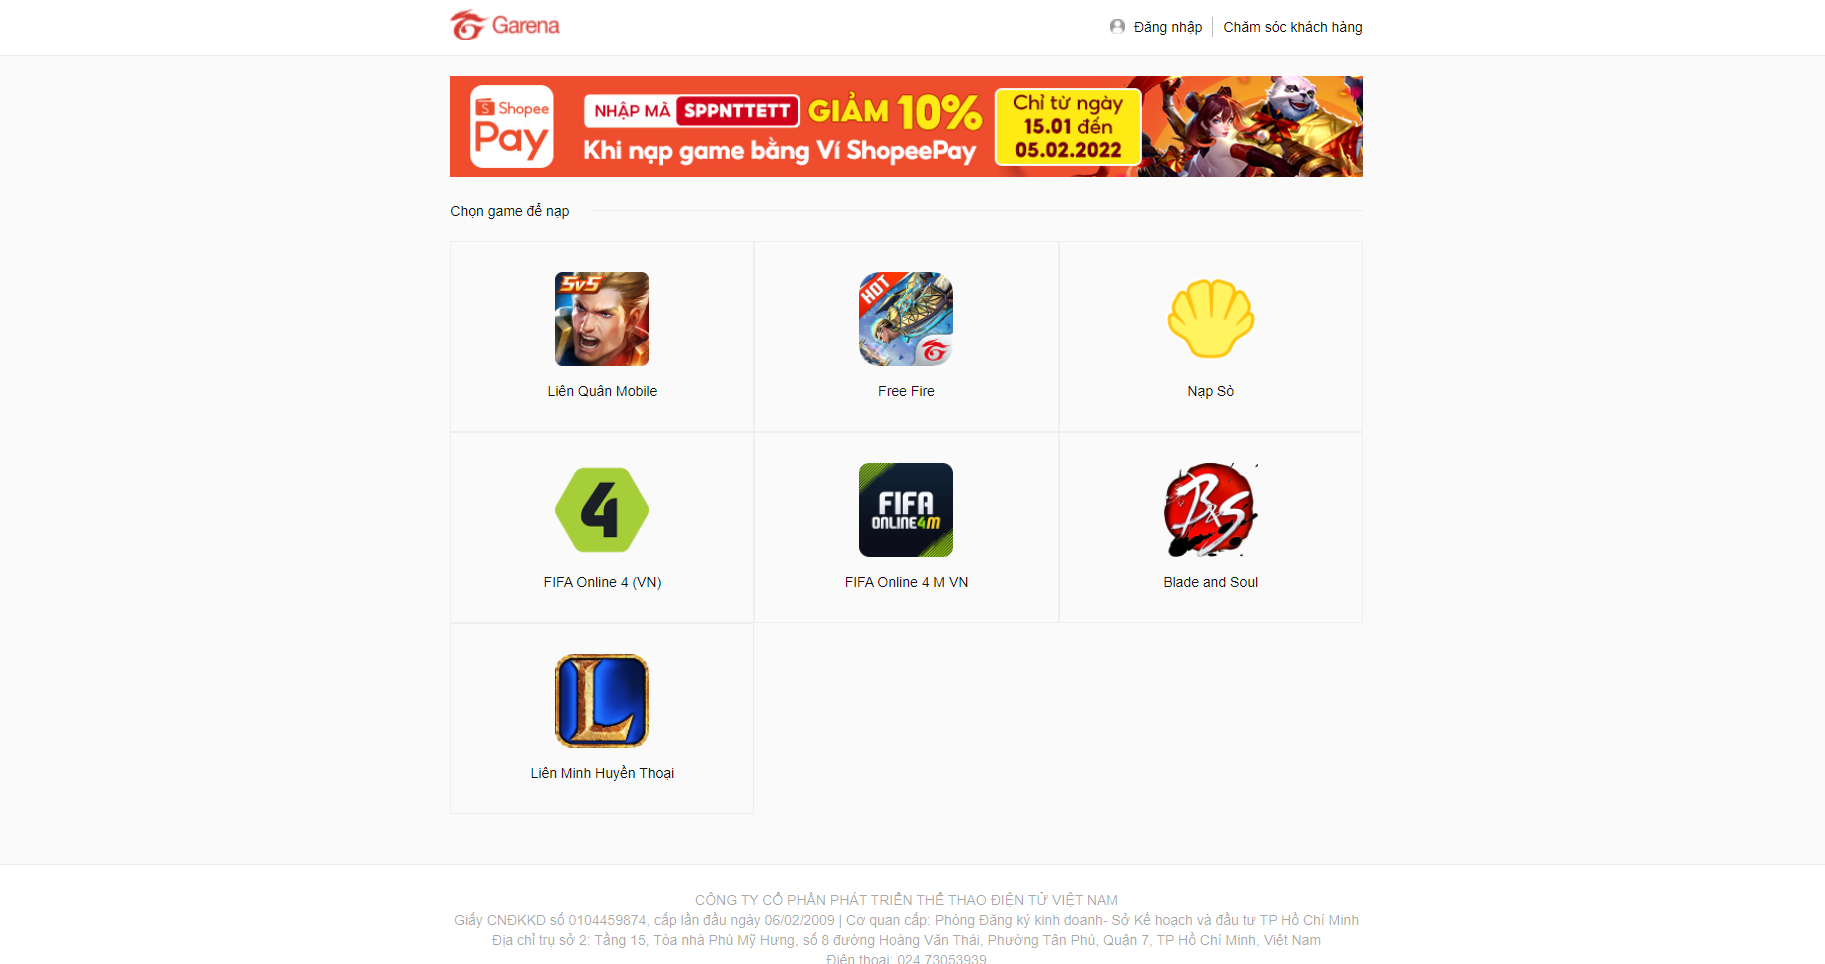 Garena
Đăng nhập
Chăm sóc khách hàng
Shopee
Pay
NHẬP MÃ SPPNTTETT GIẢM 10%
Khi nạp game bằng Ví ShopeePay
Chỉ từ ngày
15.01 đến
05.02.2022
Chọn game để nạp
5v5
Liên Quân Mobile
HOT
Free Fire
Nạp Sò
4
FIFA Online 4 (VN)
FIFA
ONLINE4M
FIFA Online 4 M VN
B&S
Blade and Soul
L
Liên Minh Huyền Thoại
CÔNG TY CỔ PHẦN PHÁT TRIỂN THỂ THAO ĐIỆN TỬ VIỆT NAM
Giấy CNĐKKD số 0104459874, cấp lần đầu ngày 06/02/2009 | Cơ quan cấp: Phòng Đăng ký kinh doanh- Sở Kế hoạch và đầu tư TP Hồ Chí Minh
Địa chỉ trụ sở 2: Tầng 15, Tòa nhà Phú Mỹ Hưng, số 8 đường Hoàng Văn Thái, Phường Tân Phú, Quận 7, TP Hồ Chí Minh, Việt Nam
Điện thoại: 024 73053939